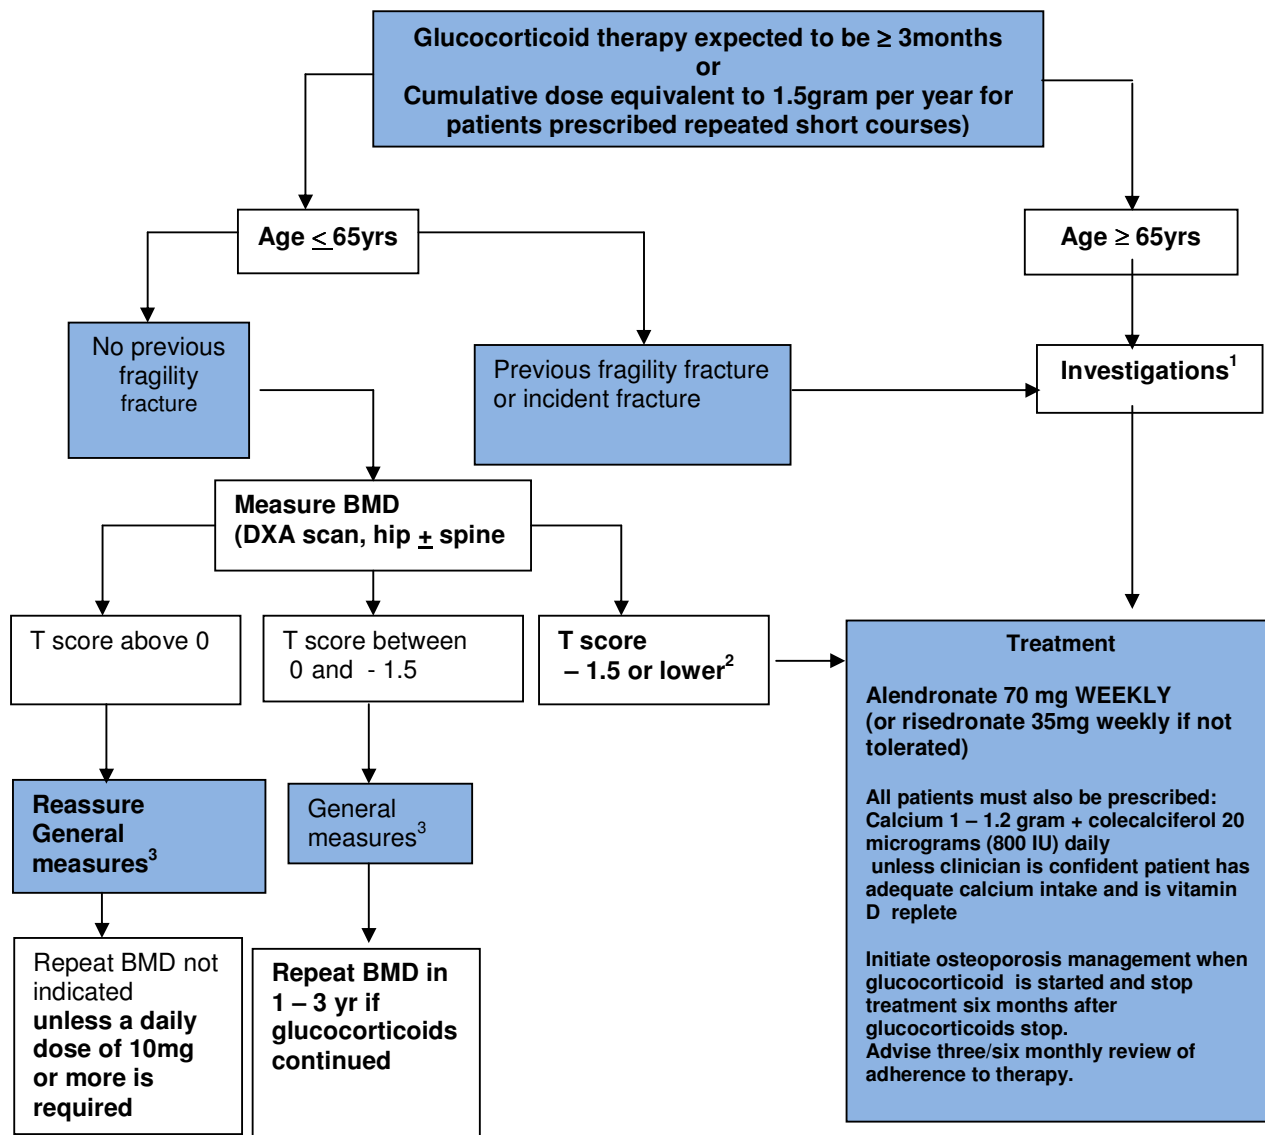 Glucocorticoid therapy expected to be ≥ 3months
or
Cumulative dose equivalent to 1.5gram per year for
patients prescribed repeated short courses)
Age < 65yrs
Age ≥ 65yrs
No previous
fragility
fracture
Previous fragility fracture
or incident fracture
Investigations1
Measure BMD
(DXA scan, hip + spine
T score above 0
T score between
0 and - 1.5
T score
– 1.5 or lower2
Reassure
General
measures3
General
measures3
Repeat BMD not
indicated
unless a daily
dose of 10mg
or more is
required
Repeat BMD in
1 – 3 yr if
glucocorticoids
continued
Treatment
Alendronate 70 mg WEEKLY
(or risedronate 35mg weekly if not
tolerated)
All patients must also be prescribed:
Calcium 1 – 1.2 gram + colecalciferol 20
micrograms (800 IU) daily
unless clinician is confident patient has
adequate calcium intake and is vitamin
D replete
Initiate osteoporosis management when
glucocorticoid is started and stop
treatment six months after
glucocorticoids stop.
Advise three/six monthly review of
adherence to therapy.